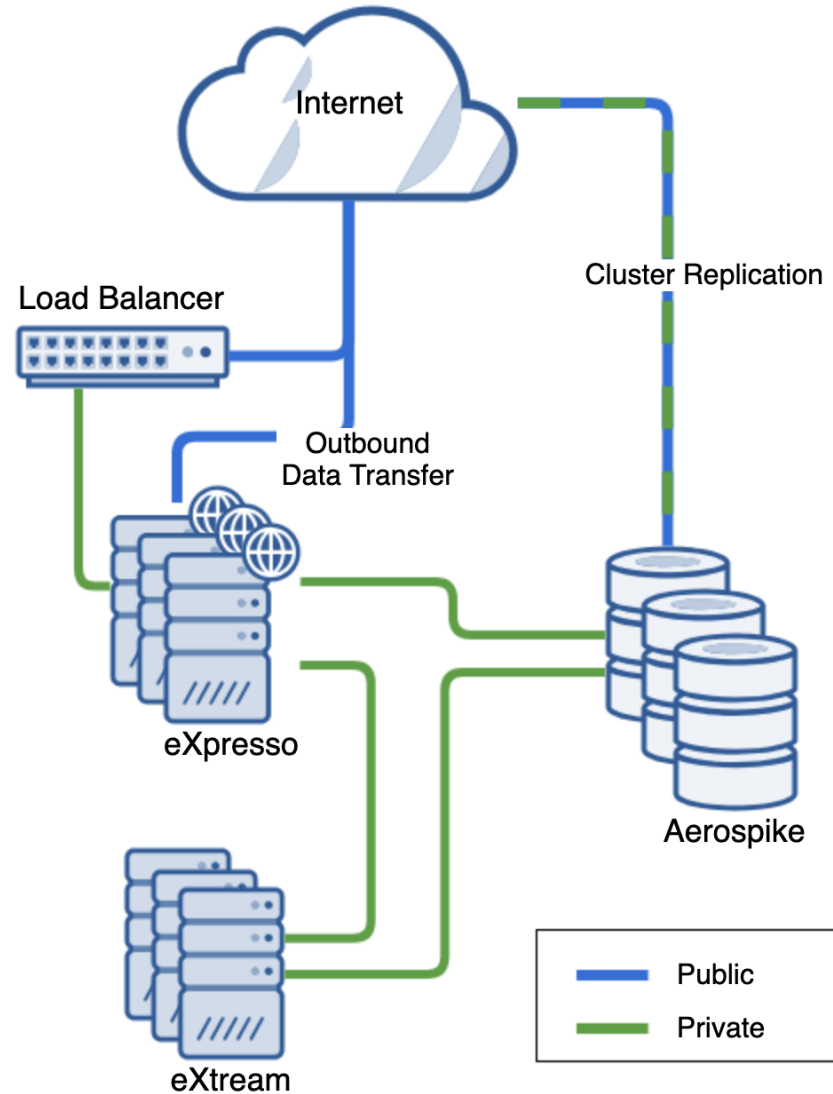 Internet
Cluster Replication
Load Balancer
Outbound
Data Transfer
eXpresso
Aerospike
eXtream
Public
Private